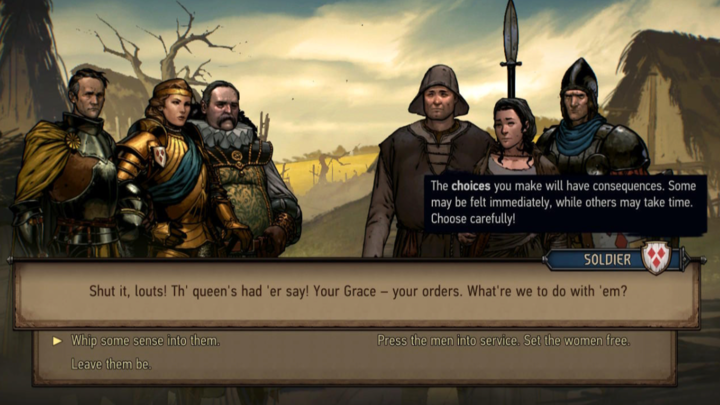 The choices you make will have consequences. Some
may be felt immediately, while others may take time.
Choose carefully!
SOLDIER
Shut it, louts! Th' queen's had 'er say! Your Grace – your orders. What're we to do with 'em?
Whip some sense into them.
Press the men into service. Set the women free.
Leave them be.